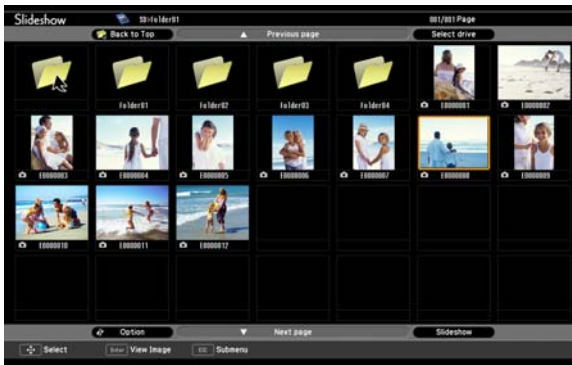 Slideshow SD>Folder01 001/001 Page
Back to Top ▲ Previous page Select drive
Folder01 Folder02 Folder03 Folder04 E0000001 E0000002
E0000003 E0000004 E0000005 E0000006 E0000007 E0000008 E0000009
E0000010 E0000011 E0000012
Option ▼ Next page Slideshow
Select Enter View Image ESC Submenu